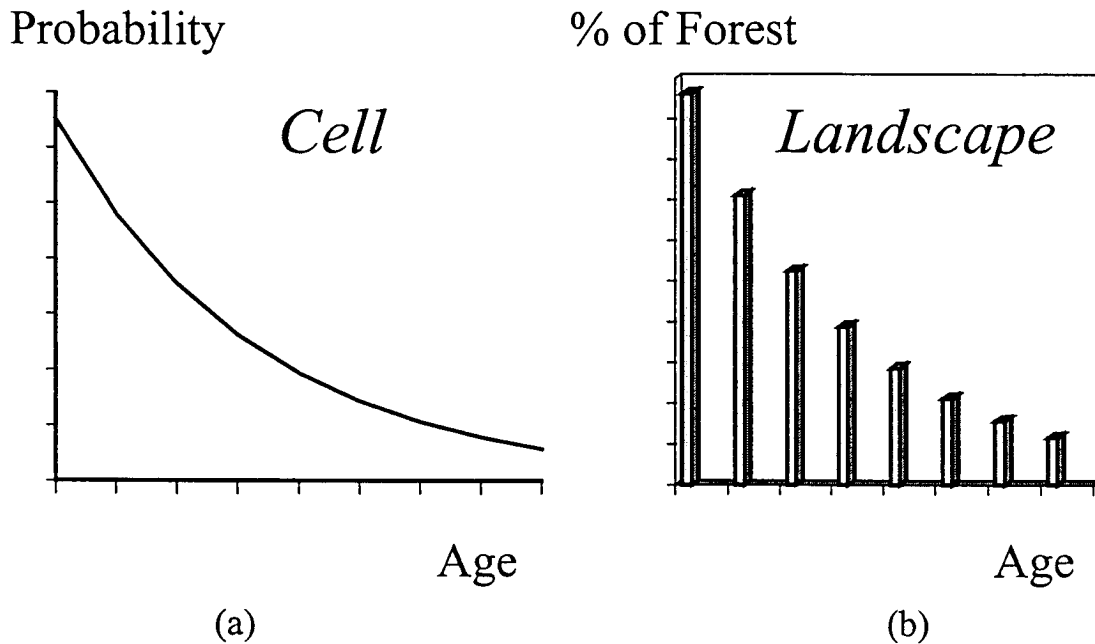 Probability
Cell
Age
(a)
% of Forest
Landscape
Age
(b)